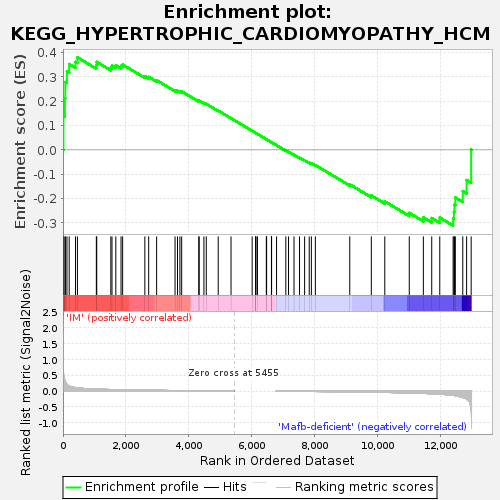 Enrichment plot:
KEGG_HYPERTROPHIC_CARDIOMYOPATHY_HCM
Enrichment score (ES)
0.4
0.3
0.2
0.1
0.0
-0.1
-0.2
-0.3
'IM' (positively correlated)
Ranked list metric (Signal2Noise)
2.5
2.0
1.5
1.0
0.5
0.0
-0.5
-1.0
Zero cross at 5455
'Mafb-deficient' (negatively correlated)
0
2,000
4,000
6,000
8,000
10,000
12,000
Rank in Ordered Dataset
Enrichment profile
Hits
Ranking metric scores